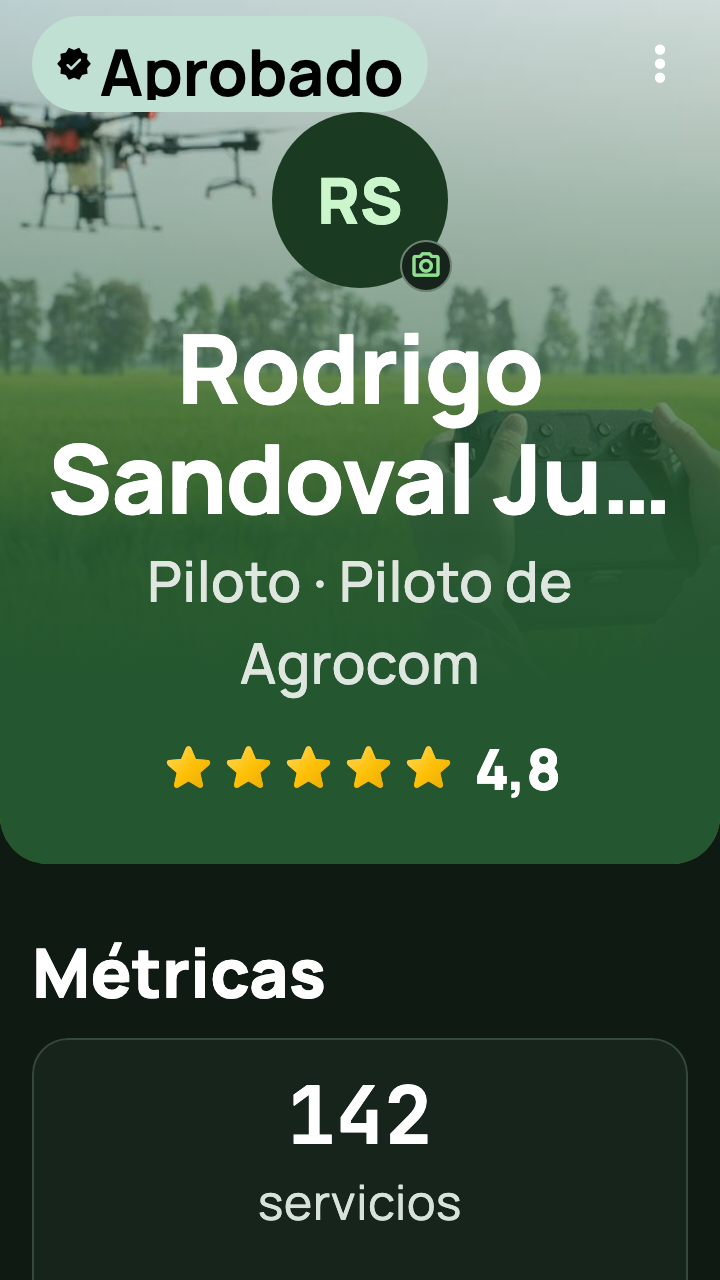 Aprobado
RS
Rodrigo
Sandoval Ju...
Piloto · Piloto de
Agrocom
4,8
Métricas
142
servicios